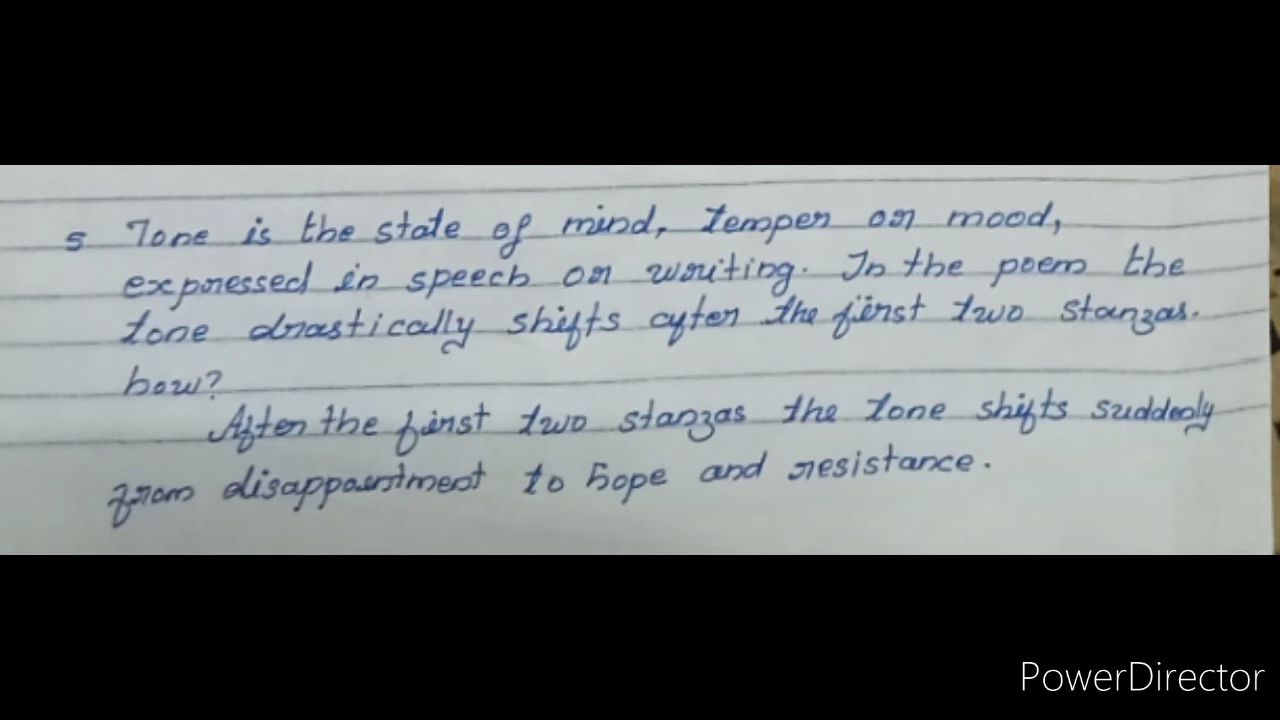 5 Tone is the state of mind, temper or mood,
expressed in speech or writing. In the poem the
tone drastically shifts after the first two stanzas.
how?
After the first two stanzas the tone shifts suddenly
from disappointment to hope and resistance.
PowerDirector